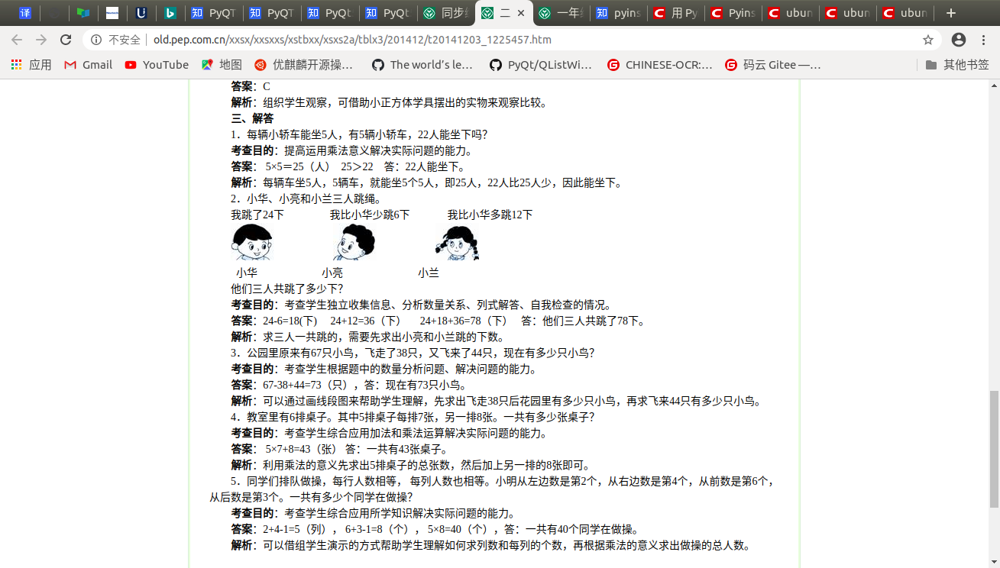 译 PyQT PyQT PyQt PyQt 同步 二 一年 pyins 用 Py Pyins ubun ubun ubun
不安全 old.pep.com.cn/xxsx/xxsxxs/xstbxx/xsxs2a/tblx3/201412/t20141203_1225457.htm
应用 Gmail YouTube 地图 优麒麟开源操… The world's le… PyQt/QListWi… CHINESE-OCR:… 码云 Gitee —… 其他书签
答案：C
解析：组织学生观察，可借助小正方体学具摆出的实物来观察比较。
三、解答
1．每辆小轿车能坐5人，有5辆小轿车，22人能坐下吗？
考查目的：提高运用乘法意义解决实际问题的能力。
答案： 5×5＝25（人） 25＞22 答：22人能坐下。
解析：每辆车坐5人，5辆车，就能坐5个5人，即25人，22人比25人少，因此能坐下。
2．小华、小亮和小兰三人跳绳。
我跳了24下 我比小华少跳6下 我比小华多跳12下
小华 小亮 小兰
他们三人共跳了多少下？
考查目的：考查学生独立收集信息、分析数量关系、列式解答、自我检查的情况。
答案：24-6=18(下) 24+12=36（下） 24+18+36=78（下） 答：他们三人共跳了78下。
解析：求三人一共跳的，需要先求出小亮和小兰跳的下数。
3．公园里原来有67只小鸟，飞走了38只，又飞来了44只，现在有多少只小鸟？
考查目的：考查学生根据题中的数量分析问题、解决问题的能力。
答案：67-38+44=73（只），答：现在有73只小鸟。
解析：可以通过画线段图来帮助学生理解，先求出飞走38只后花园里有多少只小鸟，再求飞来44只有多少只小鸟。
4．教室里有6排桌子。其中5排桌子每排7张，另一排8张。一共有多少张桌子？
考查目的：考查学生综合应用加法和乘法运算解决实际问题的能力。
答案： 5×7+8=43（张） 答：一共有43张桌子。
解析：利用乘法的意义先求出5排桌子的总张数，然后加上另一排的8张即可。
5．同学们排队做操，每行人数相等， 每列人数也相等。小明从左边数是第2个，从右边数是第4个，从前数是第6个，
从后数是第3个。一共有多少个同学在做操？
考查目的：考查学生综合应用所学知识解决实际问题的能力。
答案：2+4-1=5（列）， 6+3-1=8（个）， 5×8=40（个），答：一共有40个同学在做操。
解析：可以借组学生演示的方式帮助学生理解如何求列数和每列的个数，再根据乘法的意义求出做操的总人数。